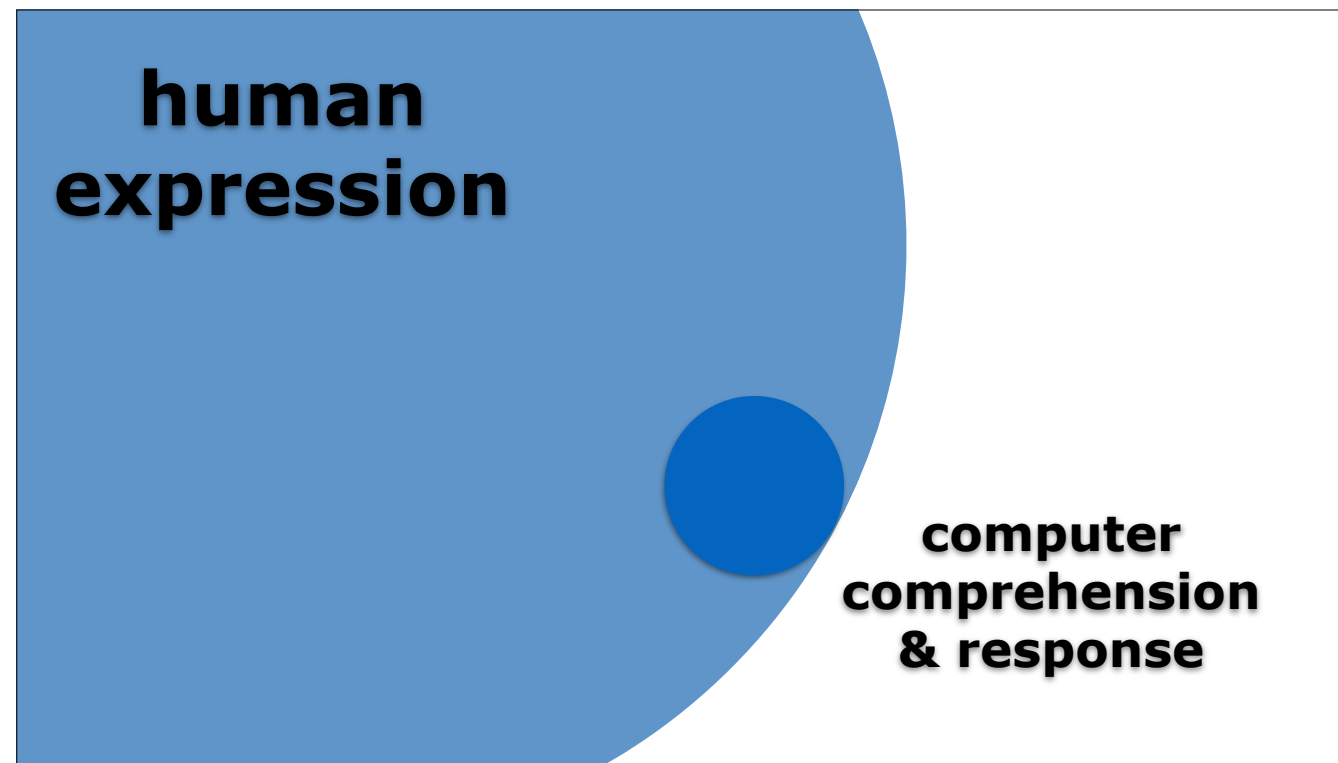 human
expression
computer
comprehension
& response